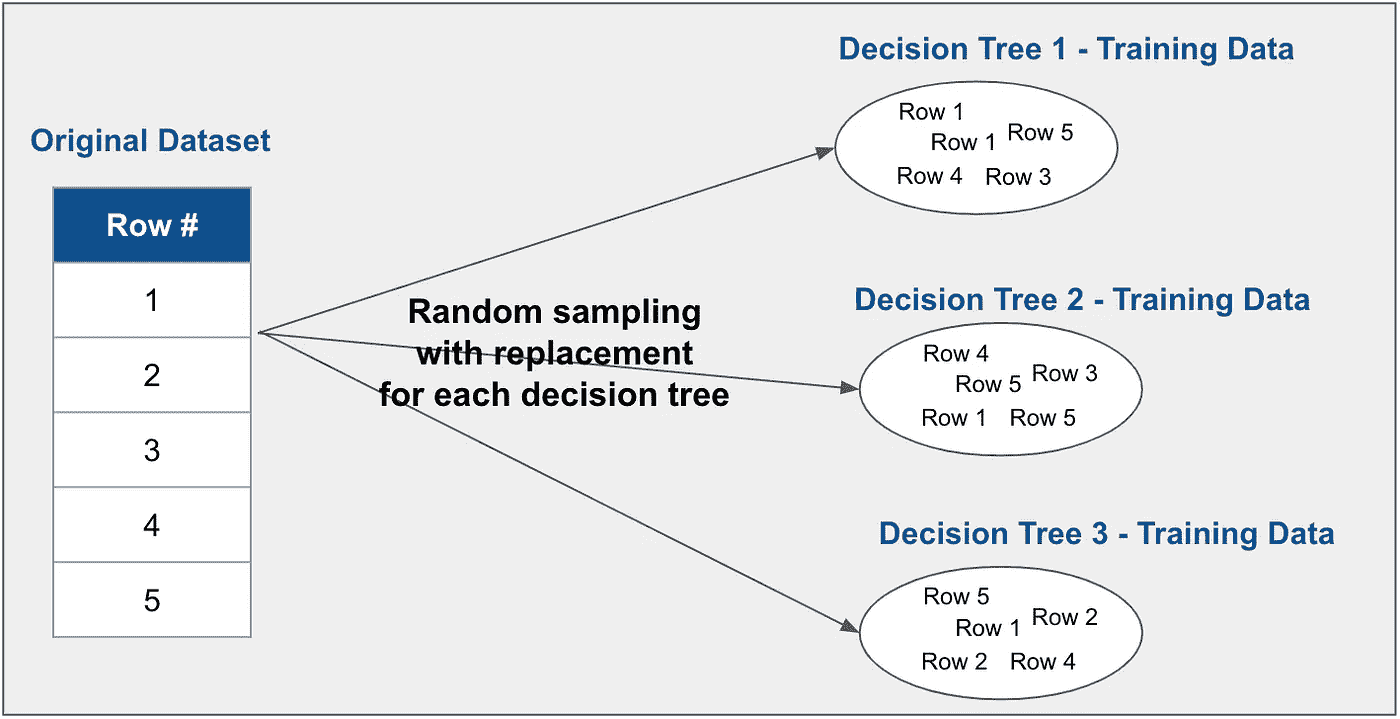 Original Dataset
Row #
1
2
3
4
5
Random sampling
with replacement
for each decision tree
Decision Tree 1 - Training Data
Row 1
Row 1 Row 5
Row 4 Row 3
Decision Tree 2 - Training Data
Row 4
Row 5 Row 3
Row 1 Row 5
Decision Tree 3 - Training Data
Row 5
Row 1 Row 2
Row 2 Row 4